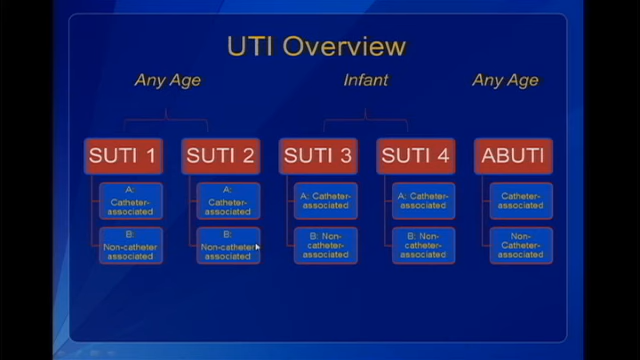 UTI Overview
Any Age
Infant
Any Age
SUTI 1
SUTI 2
SUTI 3
SUTI 4
ABUTI
A:
Catheter-
associated
A:
Catheter-
associated
A: Catheter-
associated
A: Catheter-
associated
Catheter-
associated
B:
Non-catheter
associated
B:
Non-catheter
associated
B: Non-
catheter-
associated
B: Non-
catheter-
associated
Non-
Catheter-
associated